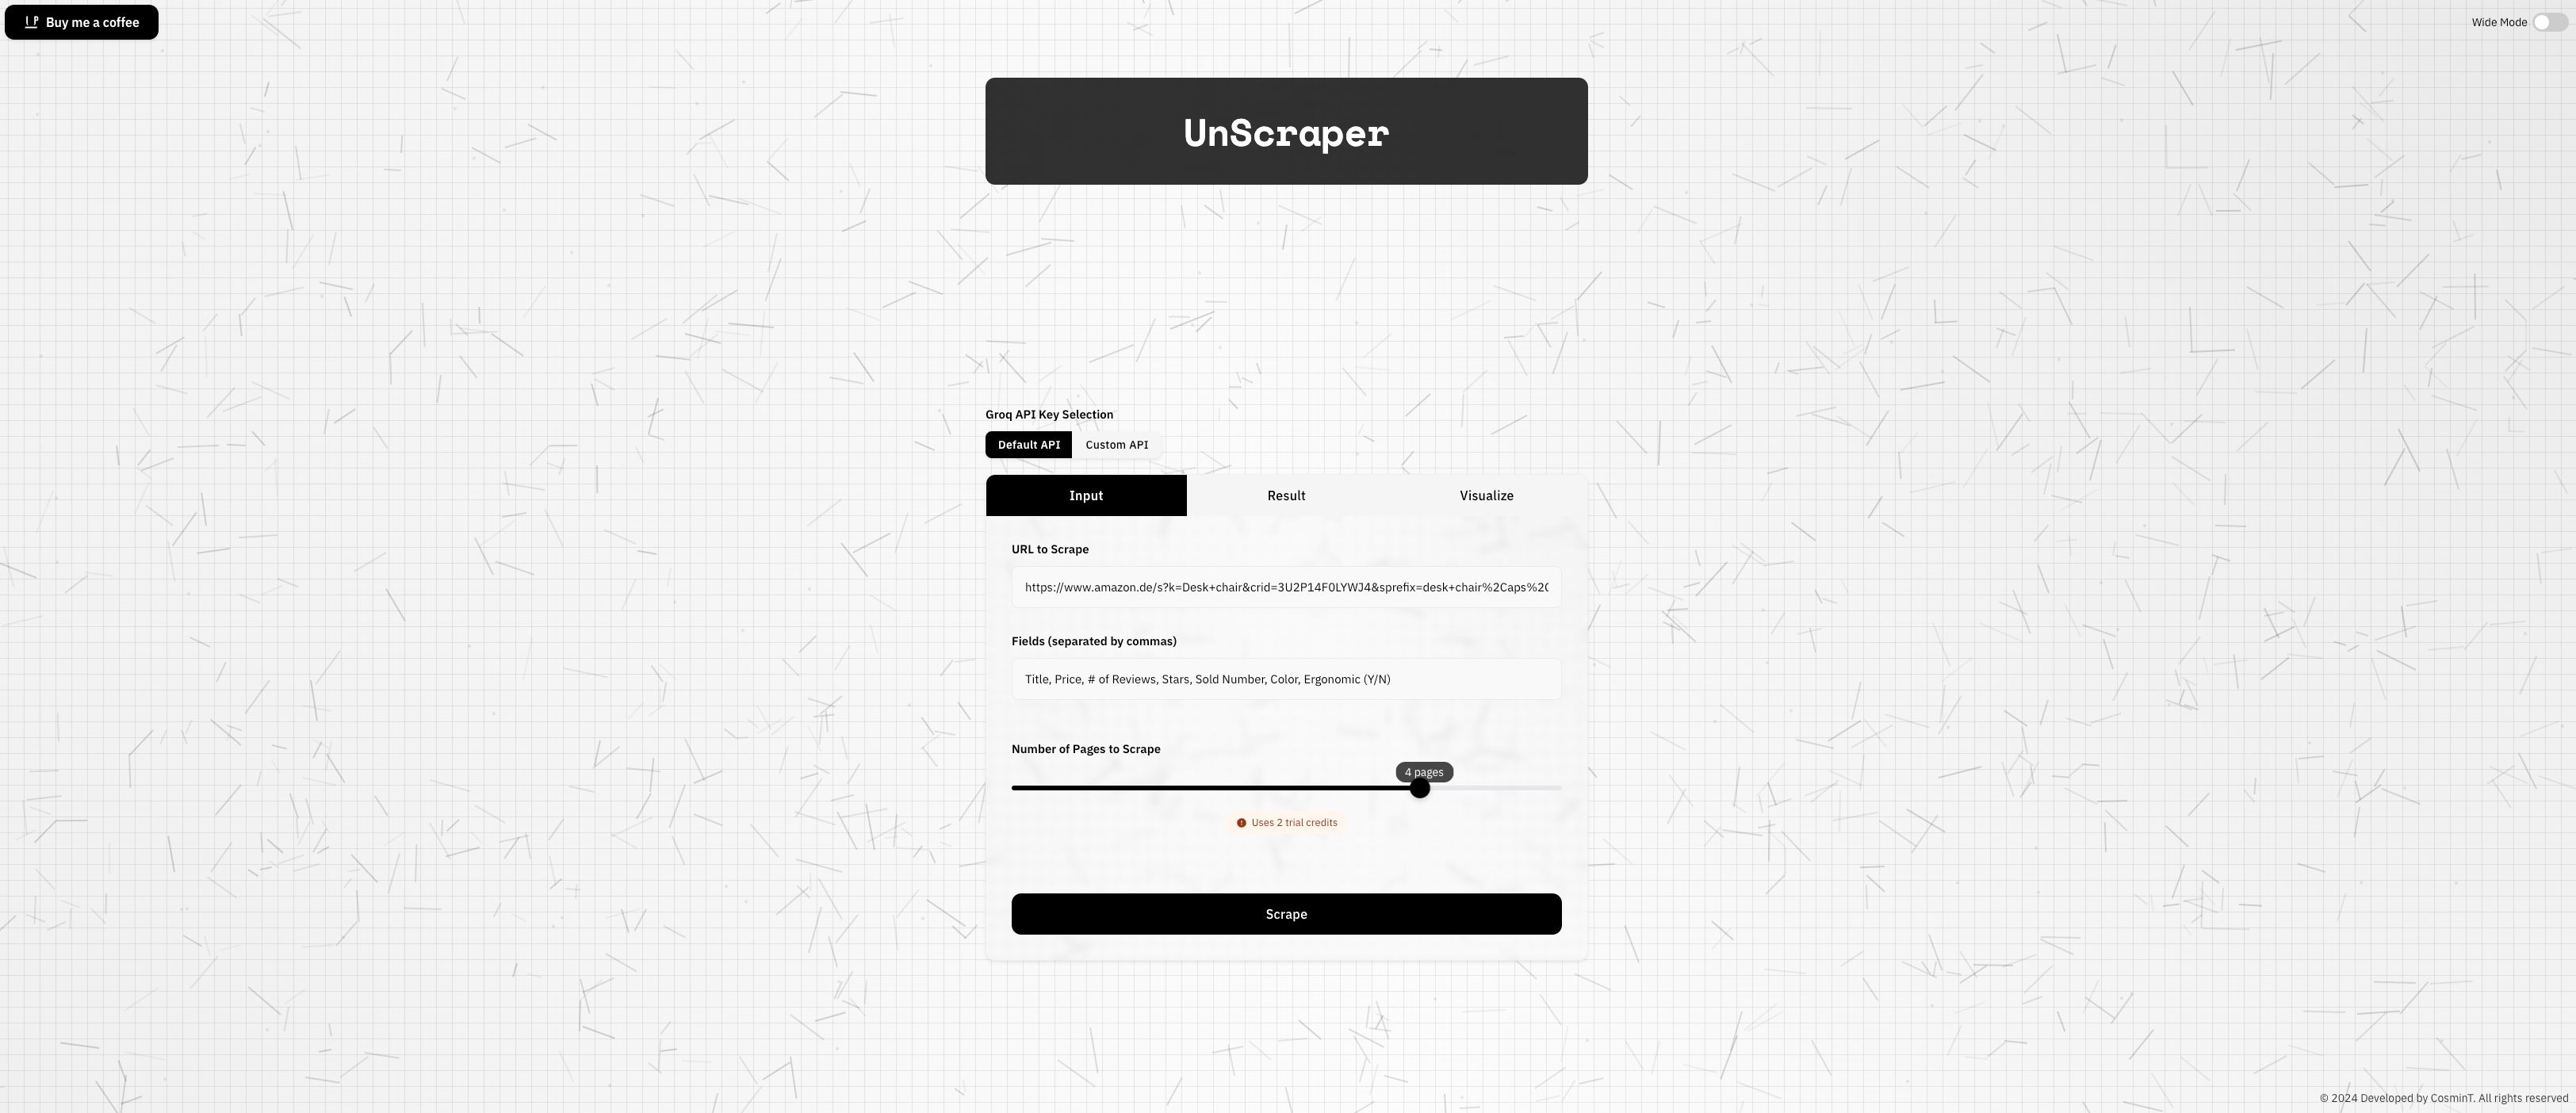 Buy me a coffee
Wide Mode
UnScraper
Groq API Key Selection
Default API
Custom API
Input
Result
Visualize
URL to Scrape
https://www.amazon.de/s?k=Desk+chair&crid=3U2P14F0LYWJ4&sprefix=desk+chair%2Caps%2C
Fields (separated by commas)
Title, Price, # of Reviews, Stars, Sold Number, Color, Ergonomic (Y/N)
Number of Pages to Scrape
4 pages
Uses 2 trial credits
Scrape
© 2024 Developed by CosminT. All rights reserved